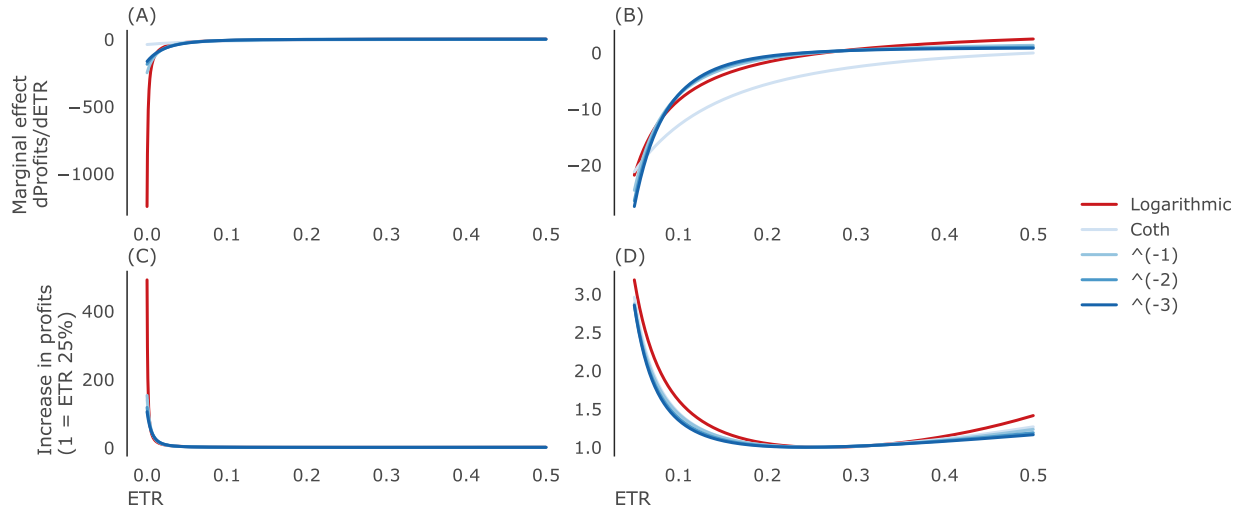 (A)
Marginal effect
dProfits/dETR
0
−500
−1000
0.0 0.1 0.2 0.3 0.4 0.5
(B)
0
−10
−20
0.1 0.2 0.3 0.4 0.5
(C)
Increase in profits
(1 = ETR 25%)
400
200
0
0.0 0.1 0.2 0.3 0.4 0.5
ETR
(D)
3.0
2.5
2.0
1.5
1.0
0.1 0.2 0.3 0.4 0.5
ETR
Logarithmic
Coth
^(-1)
^(-2)
^(-3)